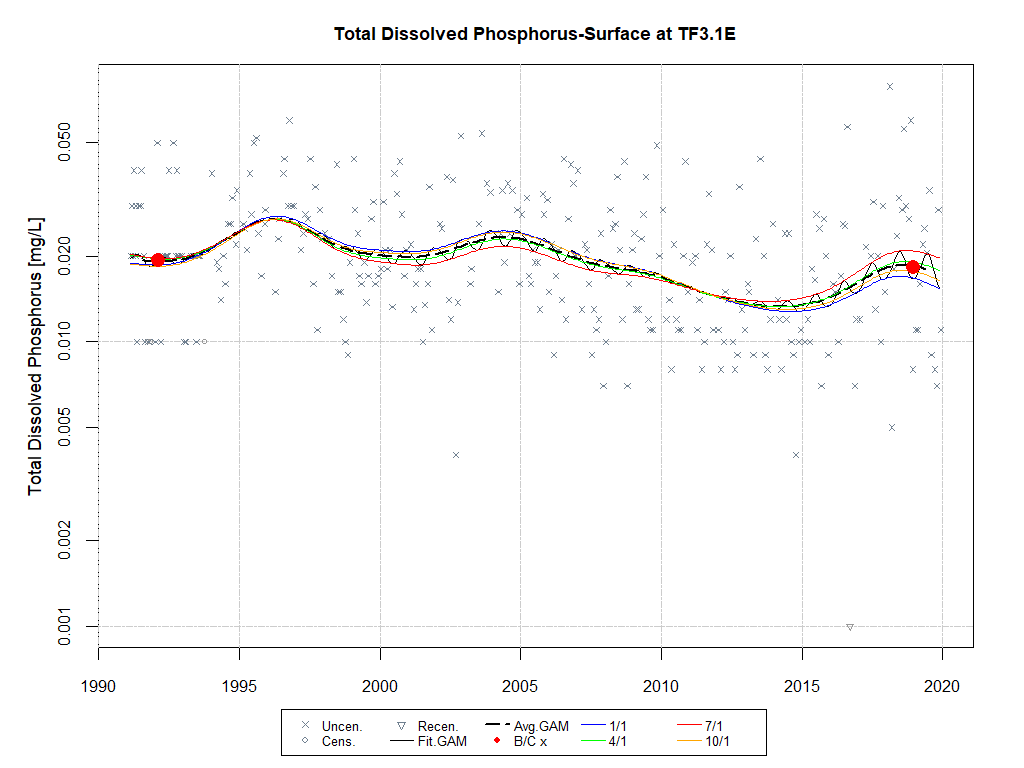 Total Dissolved Phosphorus-Surface at TF3.1E
Total Dissolved Phosphorus [mg/L]
0.050
0.020
0.010
0.005
0.002
0.001
1990 1995 2000 2005 2010 2015 2020
Uncen. Recen. Avg.GAM 1/1 7/1
Cens. Fit.GAM B/C x 4/1 10/1